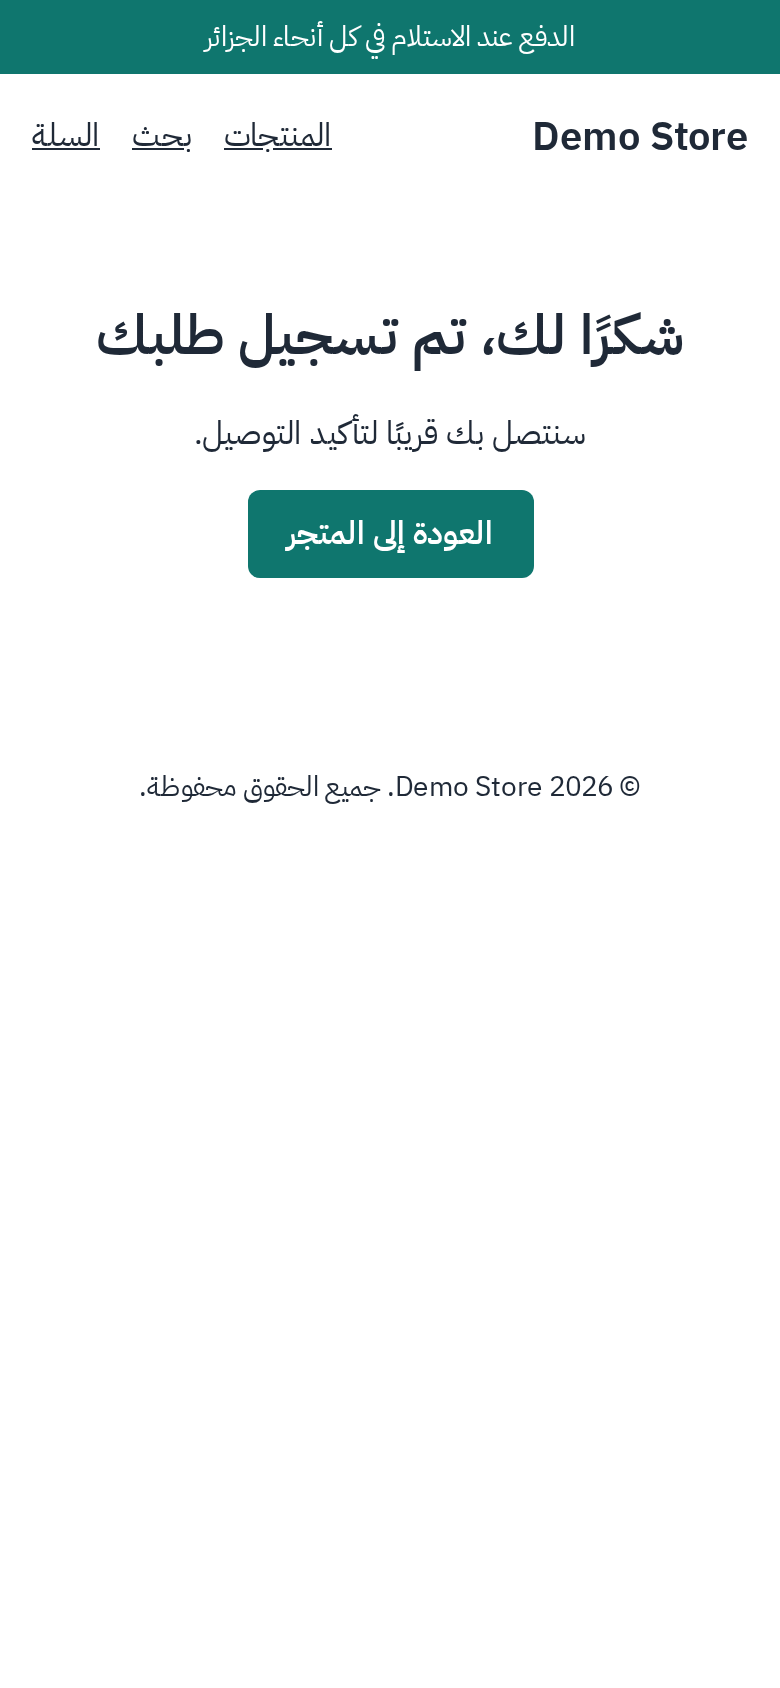 الدفع عند الاستلام في كل أنحاء الجزائر
Demo Store
المنتجات بحث السلة
شكرًا لك، تم تسجيل طلبك
سنتصل بك قريبًا لتأكيد التوصيل.
العودة إلى المتجر
© 2026 Demo Store. جميع الحقوق محفوظة.